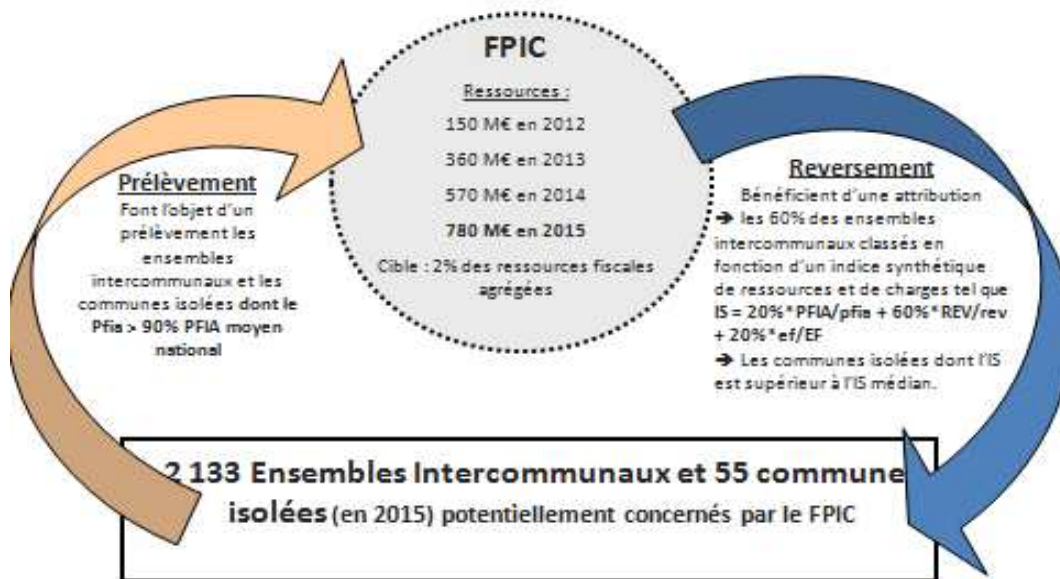 FPIC
Ressources :
150 M€ en 2012
360 M€ en 2013
570 M€ en 2014
780 M€ en 2015
Cible : 2% des ressources fiscales
agrégées
Prélèvement
Font l'objet d'un
prélèvement les
ensembles
intercommunaux et les
communes isolées dont le
Pfia > 90% PFIA moyen
national
Reversement
Bénéficient d'une attribution
➔ les 60% des ensembles
intercommunaux classés en
fonction d'un indice synthétique
de ressources et de charges tel que
IS = 20%*PFIA/pfia + 60%*REV/rev
+ 20%*ef/EF
➔ Les communes isolées dont l'IS
est supérieur à l'IS médian.
2 133 Ensembles Intercommunaux et 55 commune
isolées (en 2015) potentiellement concernés par le FPIC